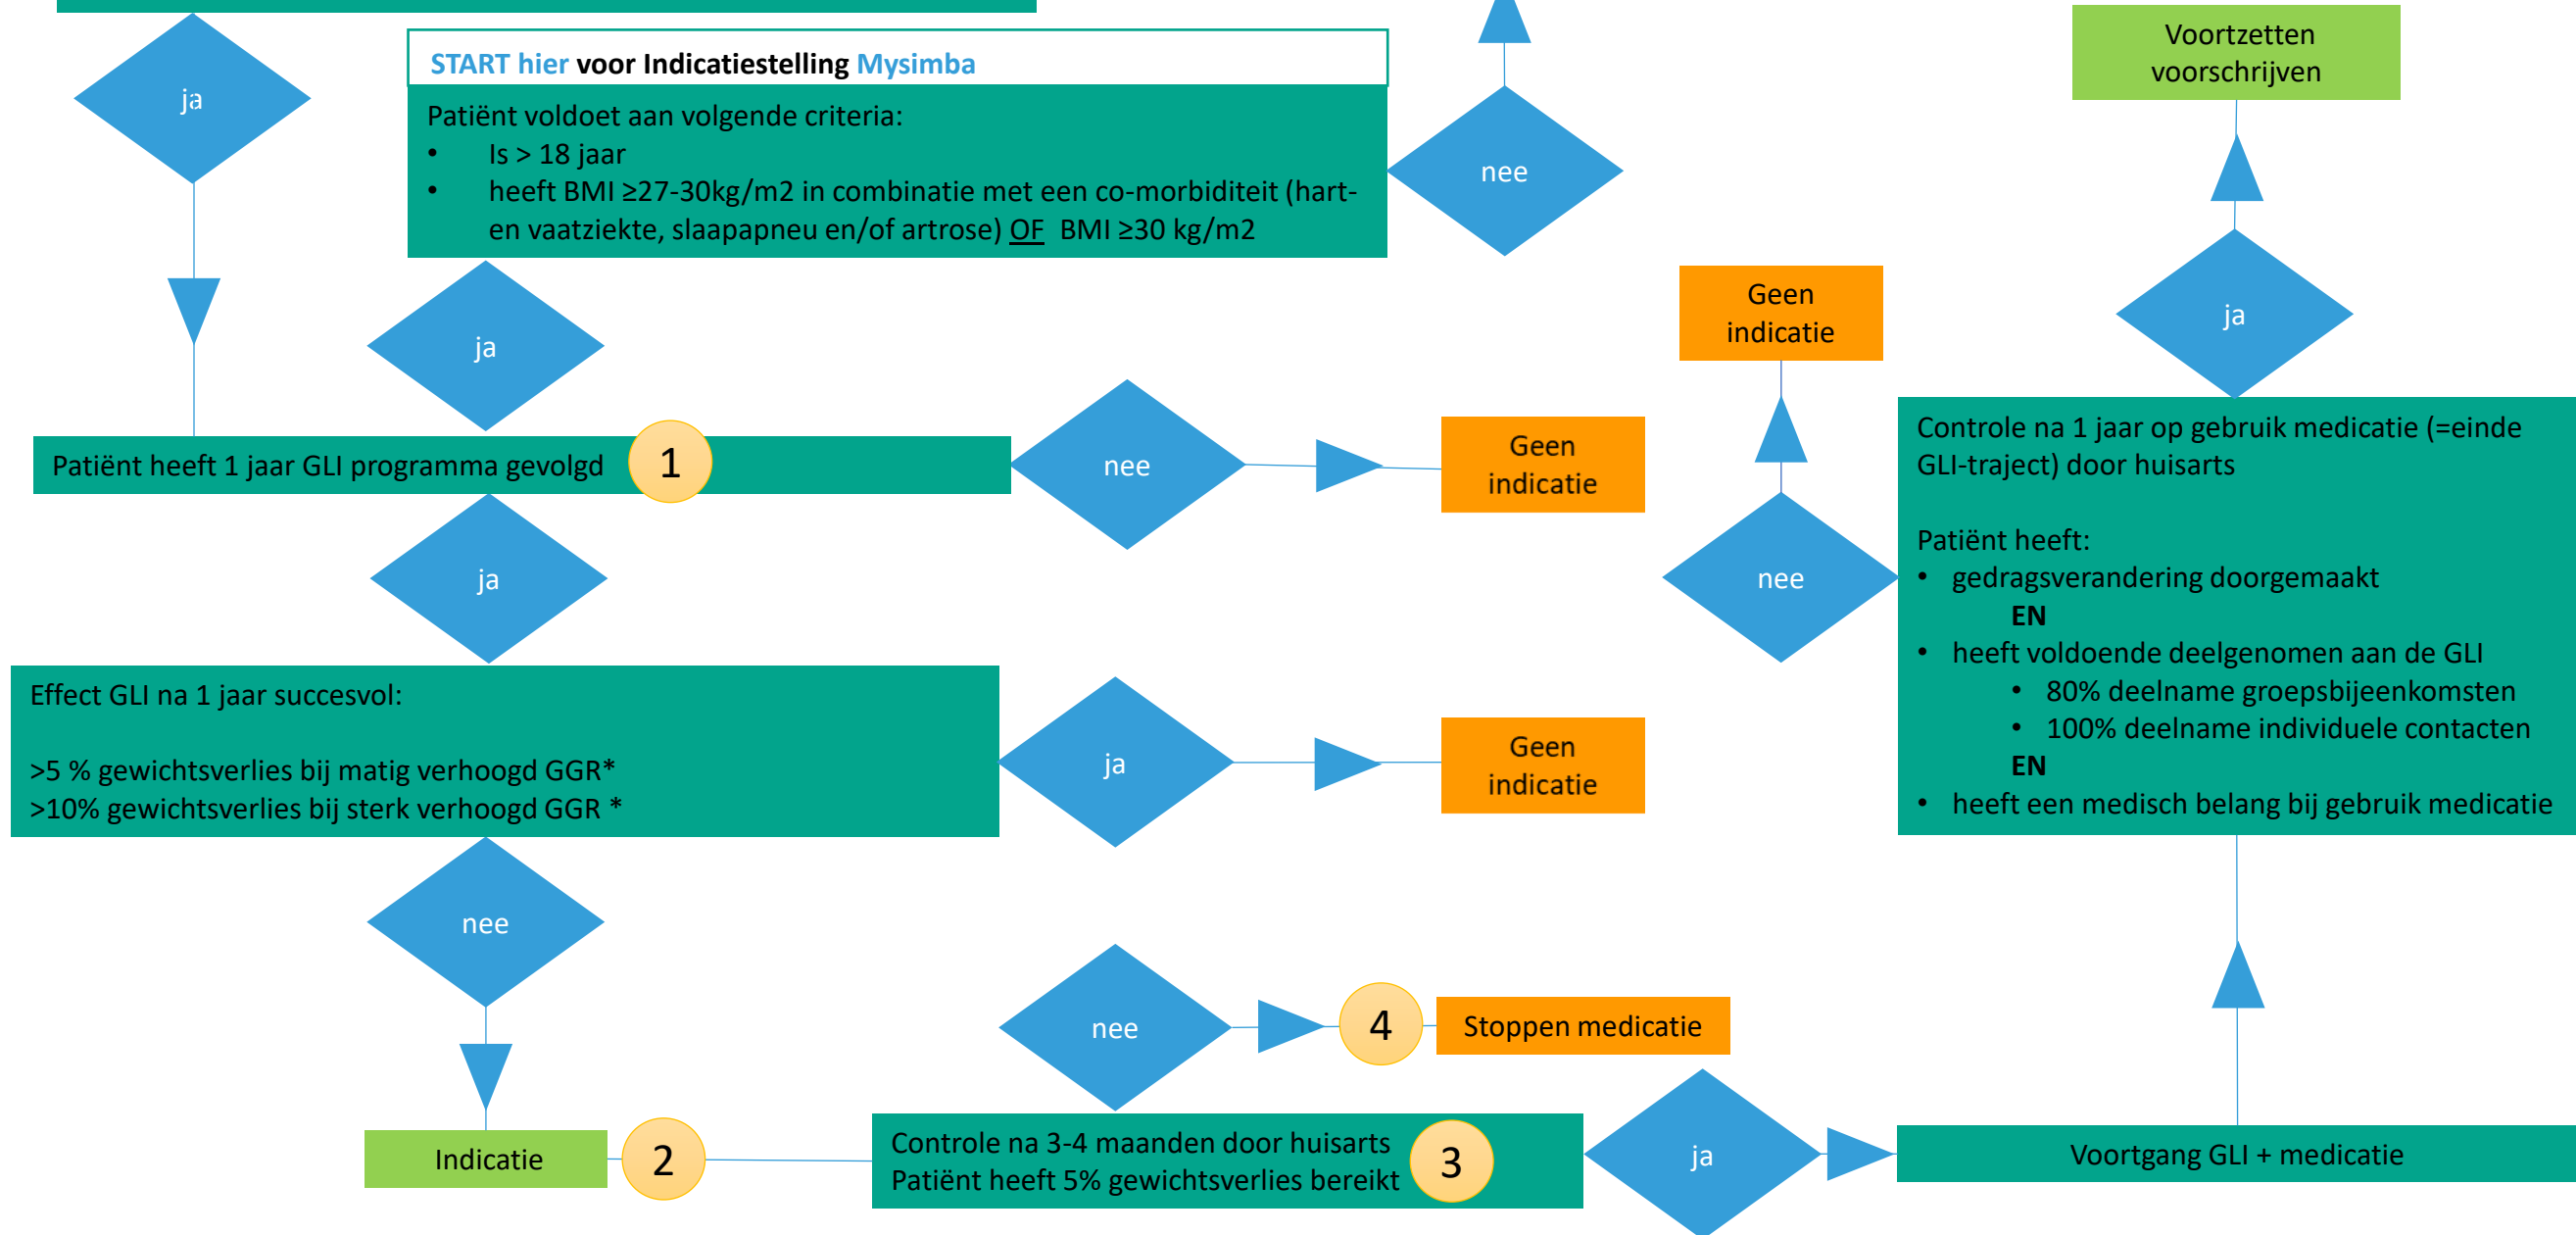 ja
START hier voor Indicatiestelling Mysimba
Patiënt voldoet aan volgende criteria:
• Is > 18 jaar
• heeft BMI ≥27-30kg/m2 in combinatie met een co-morbiditeit (hart-
en vaatziekte, slaapapneu en/of artrose) OF BMI ≥30 kg/m2
nee
ja
Patiënt heeft 1 jaar GLI programma gevolgd
1
nee
Geen
indicatie
ja
Effect GLI na 1 jaar succesvol:
>5 % gewichtsverlies bij matig verhoogd GGR*
>10% gewichtsverlies bij sterk verhoogd GGR *
ja
Geen
indicatie
nee
Indicatie
2
Controle na 3-4 maanden door huisarts
Patiënt heeft 5% gewichtsverlies bereikt
3
nee
4
Stoppen medicatie
ja
Voortgang GLI + medicatie
Controle na 1 jaar op gebruik medicatie (=einde
GLI-traject) door huisarts
Patiënt heeft:
• gedragsverandering doorgemaakt
EN
• heeft voldoende deelgenomen aan de GLI
• 80% deelname groepsbijeenkomsten
• 100% deelname individuele contacten
EN
• heeft een medisch belang bij gebruik medicatie
nee
Geen
indicatie
ja
Voortzetten
voorschrijven